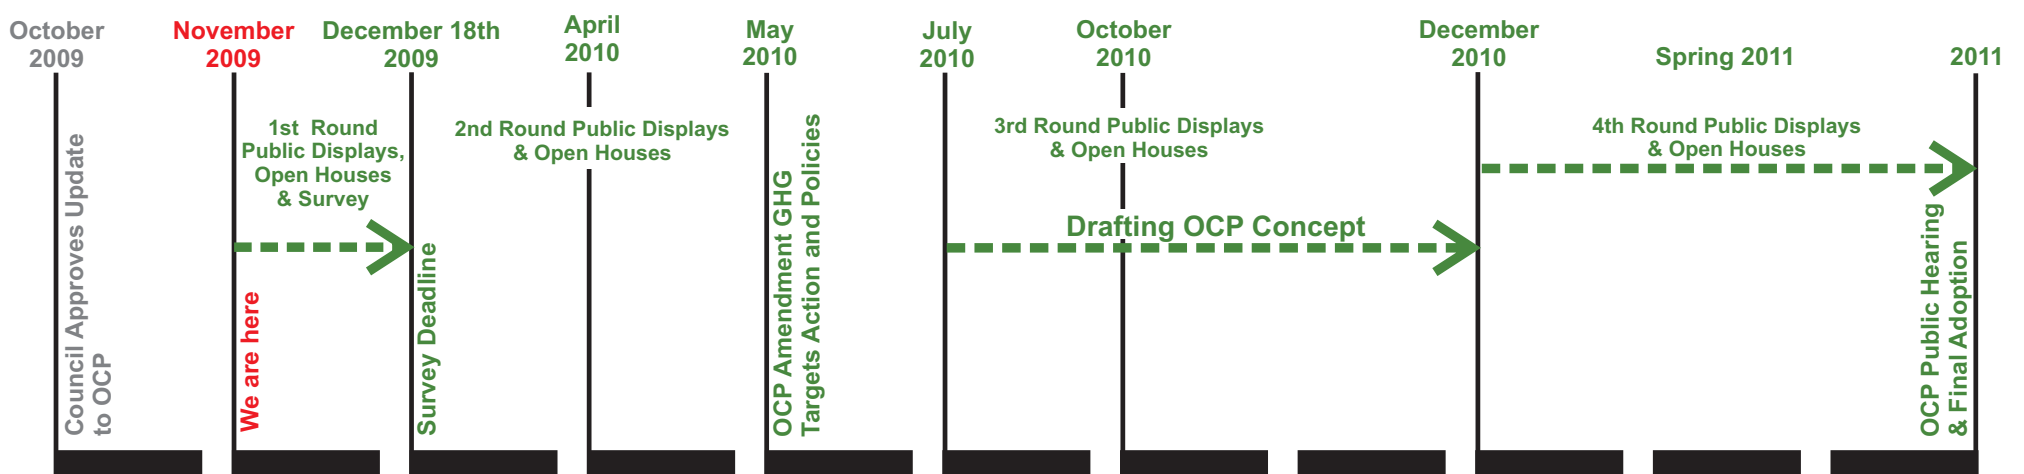 October
2009
November
2009
December 18th
2009
April
2010
May
2010
July
2010
October
2010
December
2010
Spring 2011
2011
Council Approves Update
to OCP
We are here
1st Round
Public Displays,
Open Houses
& Survey
Survey Deadline
2nd Round Public Displays
& Open Houses
OCP Amendment GHG
Targets Action and Policies
3rd Round Public Displays
& Open Houses
Drafting OCP Concept
4th Round Public Displays
& Open Houses
OCP Public Hearing
& Final Adoption